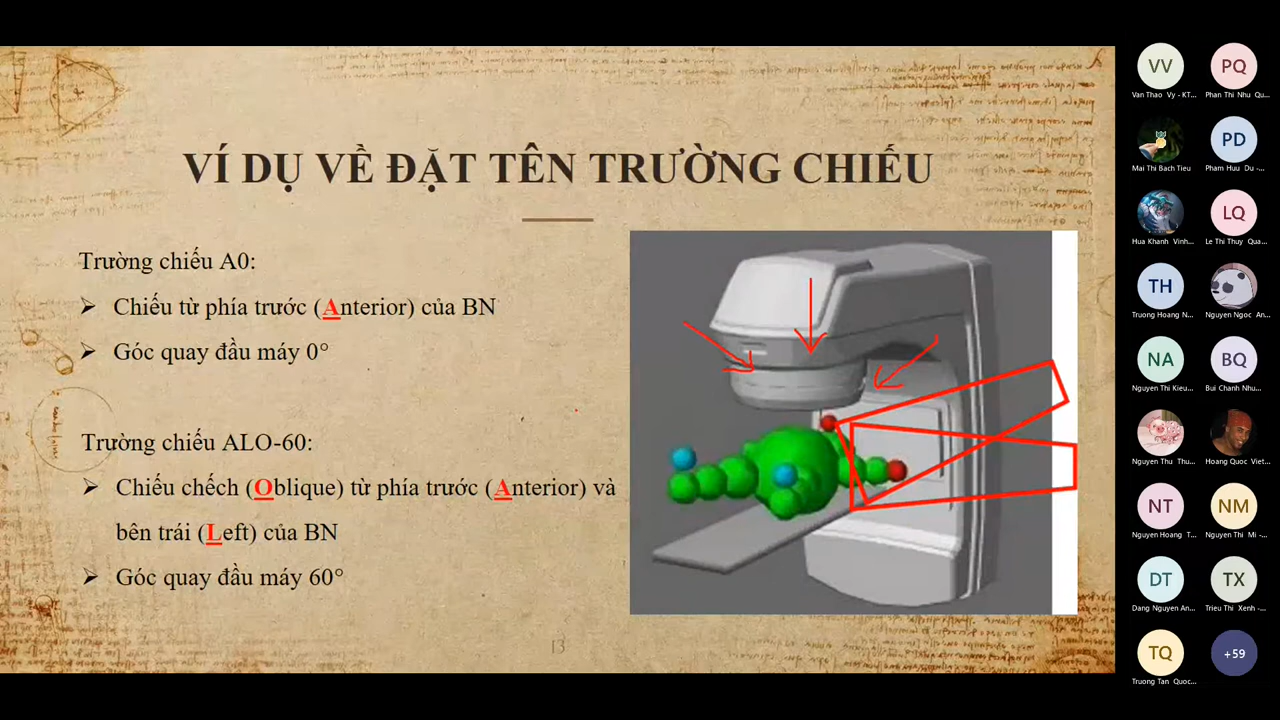 VÍ DỤ VỀ ĐẶT TÊN TRƯỜNG CHIẾU
Trường chiếu A0:
Chiếu từ phía trước (Anterior) của BN
Góc quay đầu máy 0°
Trường chiếu ALO-60:
Chiếu chếch (Oblique) từ phía trước (Anterior) và
bên trái (Left) của BN
Góc quay đầu máy 60°
13
VV
PQ
Van Thao Vy - KT...
Phan Thi Nhu Qu...
PD
Mai Thi Bach Tieu
Pham Huu Du -...
LQ
Hua Khanh Vinh...
Le Thi Thuy Qua...
TH
Truong Hoang N...
Nguyen Ngoc An...
NA
BQ
Nguyen Thi Kieu...
Bui Chanh Nhu...
Nguyen Thu Thu...
Hoang Quoc Viet...
NT
NM
Nguyen Hoang T...
Nguyen Thi Mi -...
DT
TX
Dang Nguyen An...
Trieu Thi Xenh -...
TQ
+59
Truong Tan Quoc...